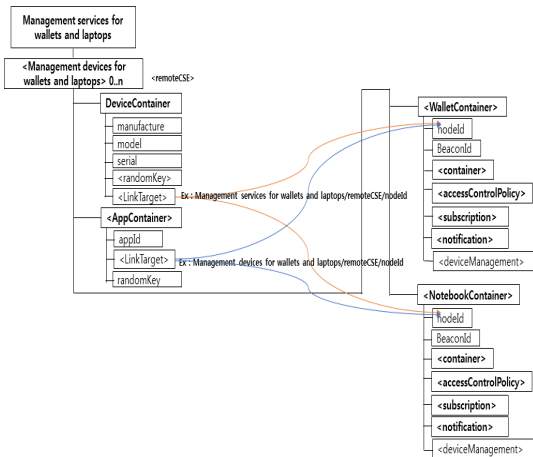 Management services for
wallets and laptops
<Management devices for
wallets and laptops> 0..n
<remoteCSE>
DeviceContainer
manufacture
model
serial
<randomKey>
<LinkTarget>
Ex : Management services for wallets and laptops/remoteCSE/nodeId
<AppContainer>
appId
<LinkTarget>
Ex : Management devices for wallets and laptops/remoteCSE/nodeId
randomKey
<WalletContainer>
nodeId
BeaconId
<container>
<accessControlPolicy>
<subscription>
<notification>
<deviceManagement>
<NotebookContainer>
nodeId
BeaconId
<container>
<accessControlPolicy>
<subscription>
<notification>
<deviceManagement>